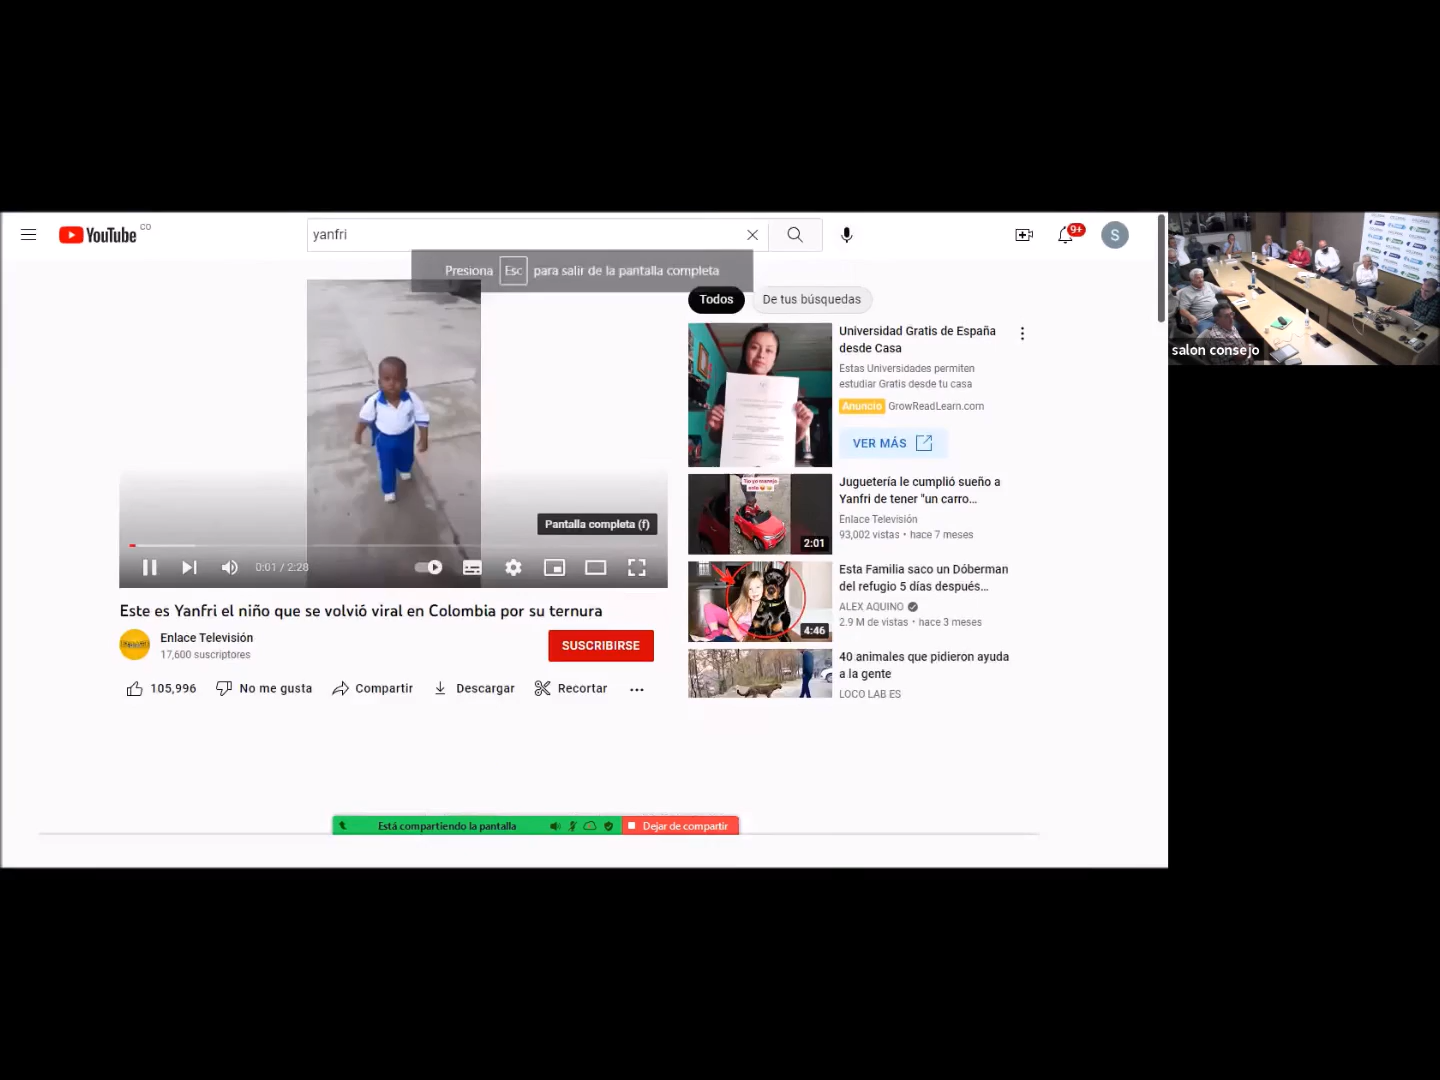 YouTube CO
yanfri
9+
S
Presiona Esc para salir de la pantalla completa
Todos
De tus búsquedas
Universidad Gratis de España
desde Casa
Estas Universidades permiten
estudiar Gratis desde tu casa
Anuncio GrowReadLearn.com
VER MÁS
Juguetería le cumplió sueño a
Yanfri de tener "un carro...
Enlace Televisión
93,002 vistas • hace 7 meses
2:01
Esta Familia saco un Dóberman
del refugio 5 días después...
ALEX AQUINO
2.9 M de vistas • hace 3 meses
4:46
40 animales que pidieron ayuda
a la gente
LOCO LAB ES
Pantalla completa (f)
0:01 / 2:28
Este es Yanfri el niño que se volvió viral en Colombia por su ternura
Enlace Televisión
17,600 suscriptores
SUSCRIBIRSE
105,996
No me gusta
Compartir
Descargar
Recortar
Está compartiendo la pantalla
Dejar de compartir
salon consejo